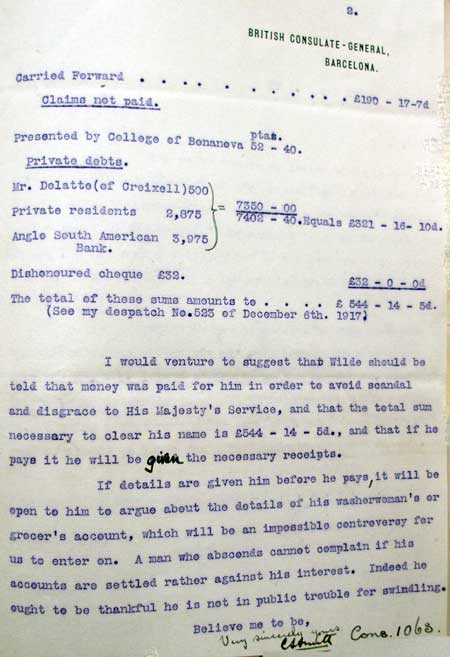 2.
BRITISH CONSULATE-GENERAL,
BARCELONA.
Carried Forward . . . . . . . . . . . . £190 - 17-7d
Claims not paid.
ptas.
Presented by College of Bonanova 52 - 40.
Private debts.
Mr. Delatte(of Creixell)500
Private residents 2,875
Anglo South American 3,975
Bank.
= 7350 - 00
7402 - 40.Equals £321 - 16- 10d.
Dishonoured cheque £32.
£32 - 0 - 0d
The total of these sums amounts to . . . . £ 544 - 14 - 5d.
(See my despatch No.523 of December 6th. 1917)
I would venture to suggest that Wilde should be
told that money was paid for him in order to avoid scandal
and disgrace to His Majesty's Service, and that the total sum
necessary to clear his name is £544 - 14 - 5d., and that if he
pays it he will be given the necessary receipts.
If details are given him before he pays, it will be
open to him to argue about the details of his washerwoman's or
grocer's account, which will be an impossible controversy for
us to enter on. A man who absconds cannot complain if his
accounts are settled rather against his interest. Indeed he
ought to be thankful he is not in public trouble for swindling.
Believe me to be,
Very sincerely yours
Cons. 1063.